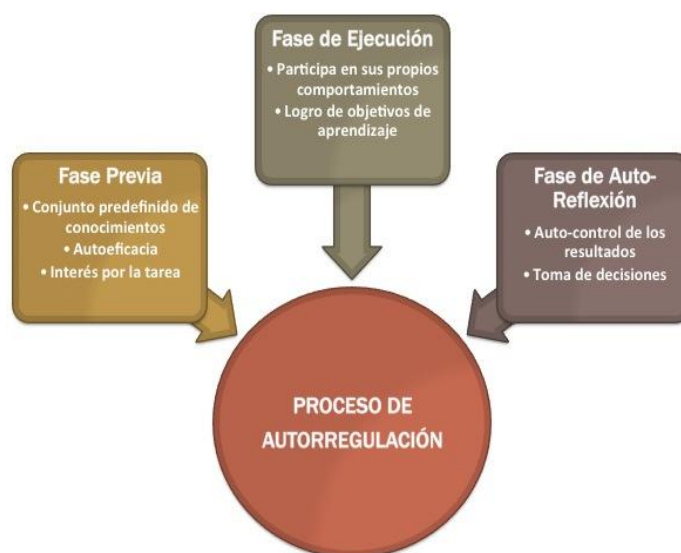 Fase de Ejecución
• Participa en sus propios
comportamientos
• Logro de objetivos de
aprendizaje
Fase Previa
• Conjunto predefinido de
conocimientos
• Autoeficacia
• Interés por la tarea
Fase de Auto-
Reflexión
• Auto-control de los
resultados
• Toma de decisiones
PROCESO DE
AUTORREGULACIÓN